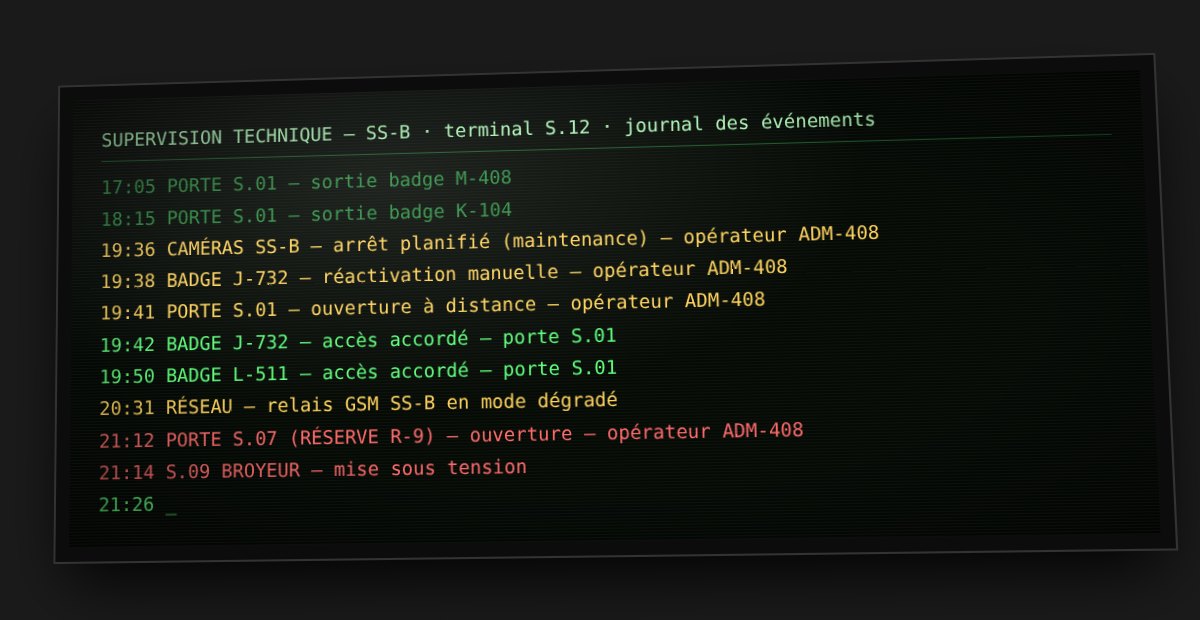 SUPERVISION TECHNIQUE — SS-B · terminal S.12 · journal des événements
17:05 PORTE S.01 — sortie badge M-408
18:15 PORTE S.01 — sortie badge K-104
19:36 CAMÉRAS SS-B — arrêt planifié (maintenance) — opérateur ADM-408
19:38 BADGE J-732 — réactivation manuelle — opérateur ADM-408
19:41 PORTE S.01 — ouverture à distance — opérateur ADM-408
19:42 BADGE J-732 — accès accordé — porte S.01
19:50 BADGE L-511 — accès accordé — porte S.01
20:31 RÉSEAU — relais GSM SS-B en mode dégradé
21:12 PORTE S.07 (RÉSERVE R-9) — ouverture — opérateur ADM-408
21:14 S.09 BROYEUR — mise sous tension
21:26 _